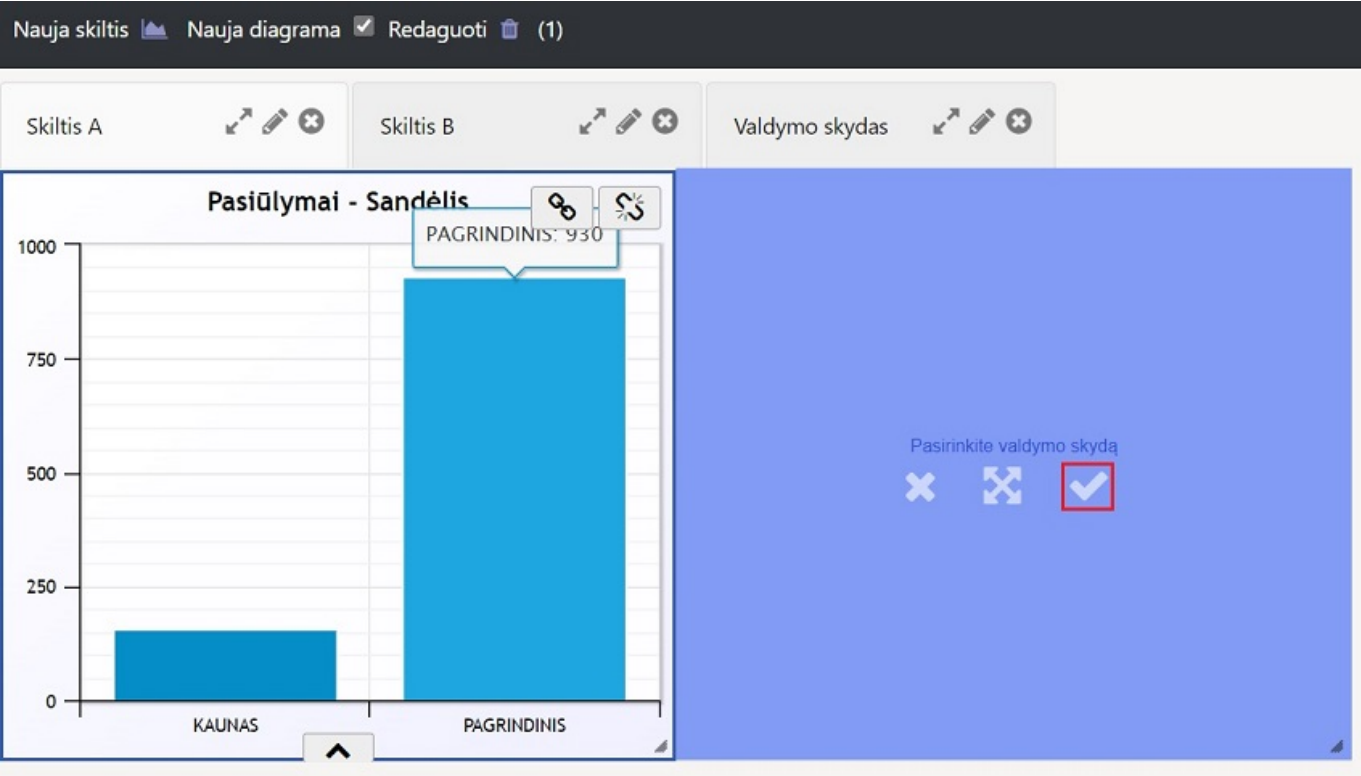 Nauja skiltis Nauja diagrama Redaguoti (1)
Skiltis A Skiltis B Valdymo skydas
Pasiūlymai - Sandėlis
PAGRINDINIS: 930
1000
750
500
250
0
KAUNAS PAGRINDINIS
Pasirinkite valdymo skydą